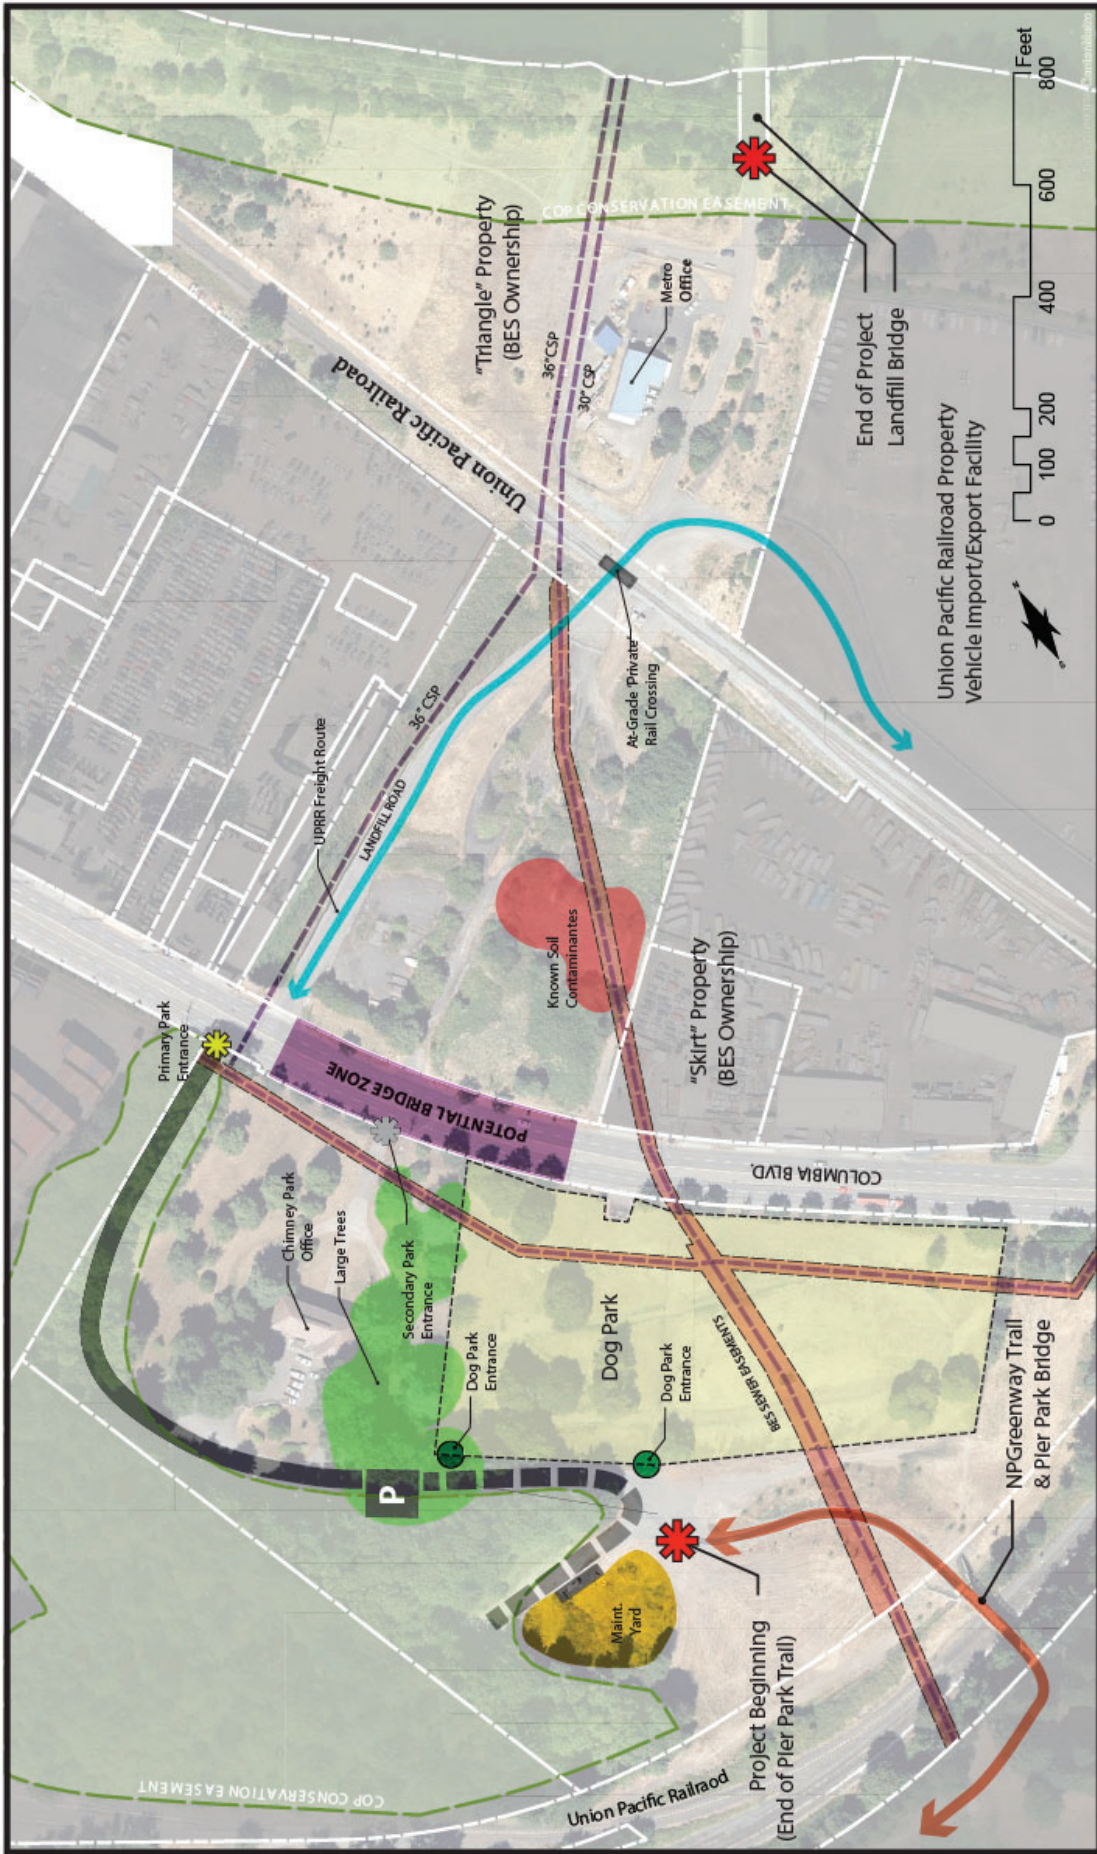 Union Pacific Railroad
"Triangle" Property
(BES Ownership)
COP CONSERVATION EASEMENT
36"CSP
30" CSP
Metro
Office
End of Project
Landfill Bridge
Union Pacific Railroad Property
Vehicle Import/Export Facility
0
100
200
400
600
800
Feet
UPRR Freight Route
LANDFILL ROAD
36" CSP
At-Grade 'Private'
Rail Crossing
Known Soil
Contaminantes
"Skirt" Property
(BES Ownership)
Primary Park
Entrance
POTENTIAL BRIDGE ZONE
COLUMBIA BLVD.
Chimney Park
Office
Large Trees
Secondary Park
Entrance
Dog Park
Entrance
Dog Park
Dog Park
Entrance
BES SEWER EASEMENTS
P
Maint.
Yard
NPGreenway Trail
& Pier Park Bridge
Project Beginning
(End of Pier Park Trail)
Union Pacific Railraod
COP CONSERVATION EASEMENT